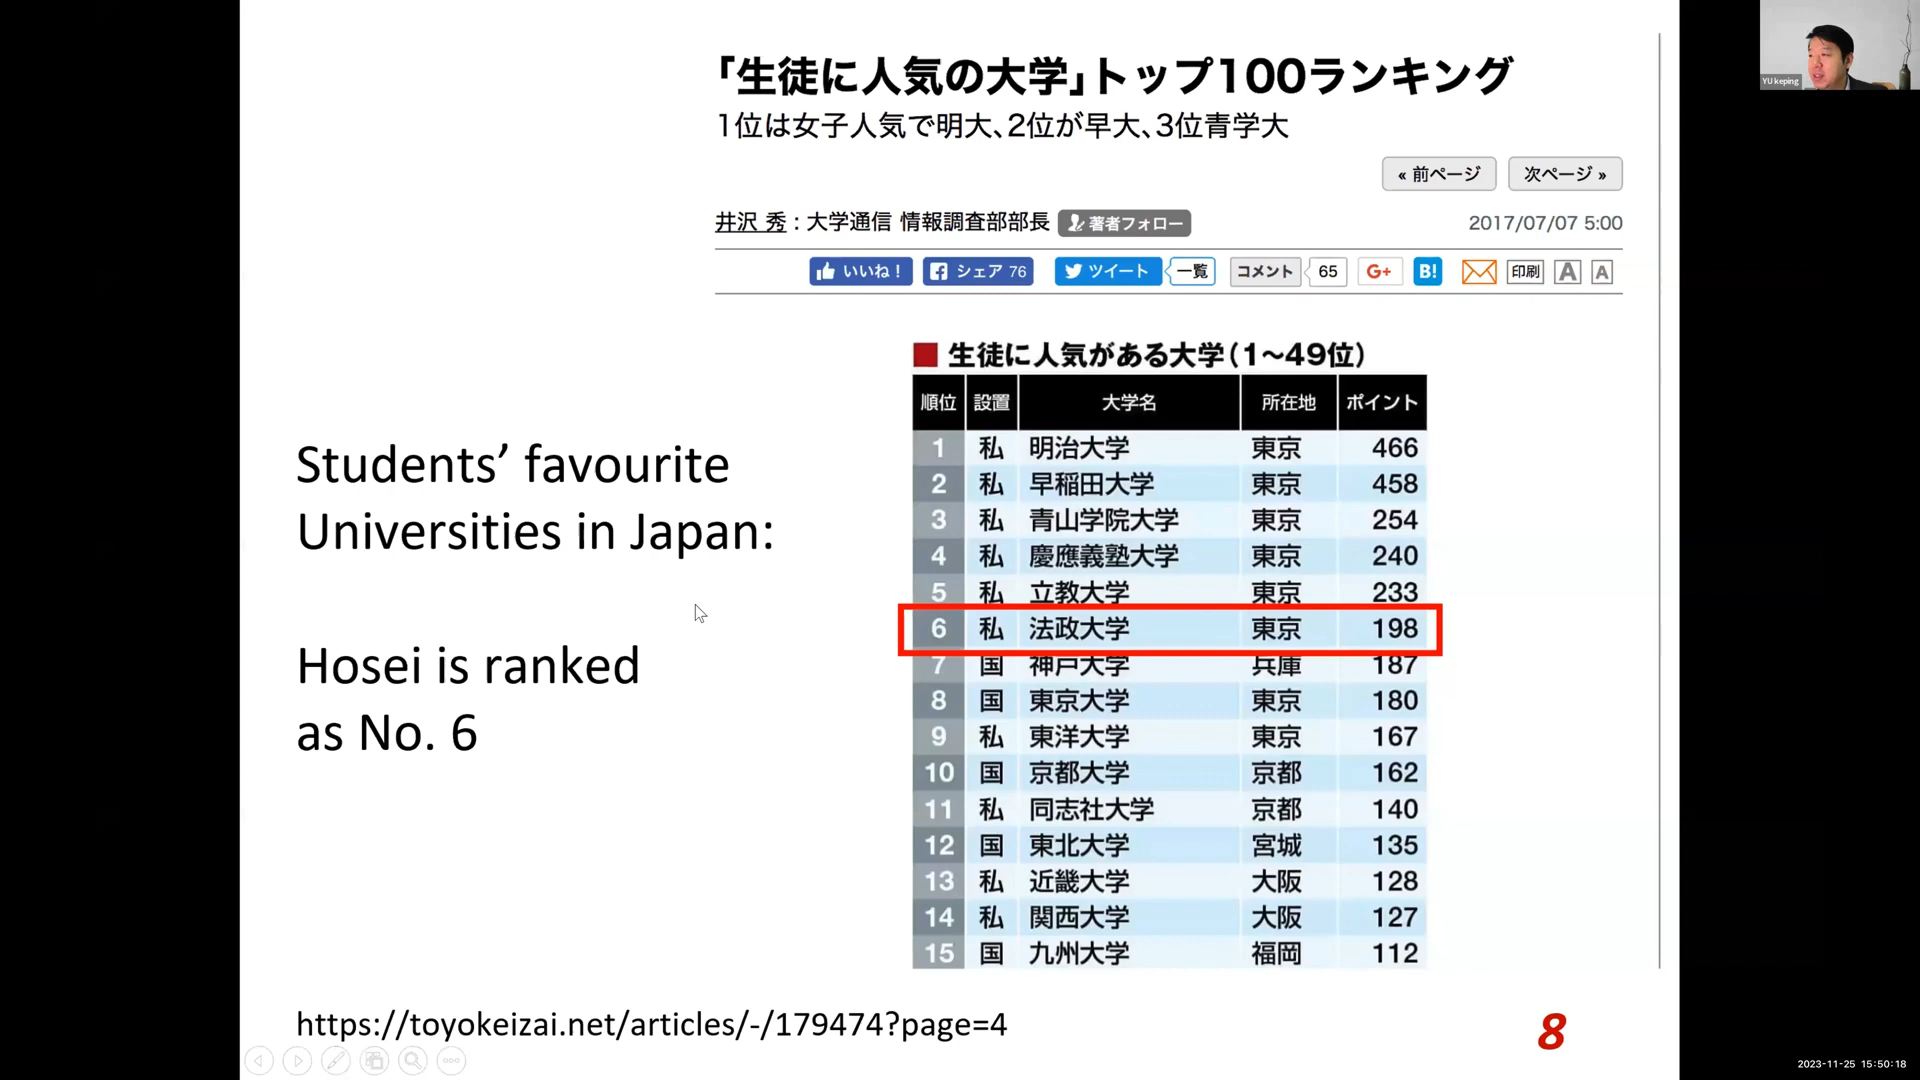 「生徒に人気の大学」トップ100ランキング
1位は女子人気で明大、2位が早大、3位青学大
« 前ページ 次ページ »
井沢 秀 : 大学通信 情報調査部部長 著者フォロー 2017/07/07 5:00
いいね! シェア 76 ツイート 一覧 コメント 65 G+ B! 印刷 A A
■ 生徒に人気がある大学(1～49位)
順位 設置 大学名 所在地 ポイント
1 私 明治大学 東京 466
2 私 早稲田大学 東京 458
3 私 青山学院大学 東京 254
4 私 慶應義塾大学 東京 240
5 私 立教大学 東京 233
6 私 法政大学 東京 198
7 国 神戸大学 兵庫 187
8 国 東京大学 東京 180
9 私 東洋大学 東京 167
10 国 京都大学 京都 162
11 私 同志社大学 京都 140
12 国 東北大学 宮城 135
13 私 近畿大学 大阪 128
14 私 関西大学 大阪 127
15 国 九州大学 福岡 112
Students’ favourite
Universities in Japan:
Hosei is ranked
as No. 6
https://toyokeizai.net/articles/-/179474?page=4
8
YU keping
2023-11-25 15:50:18